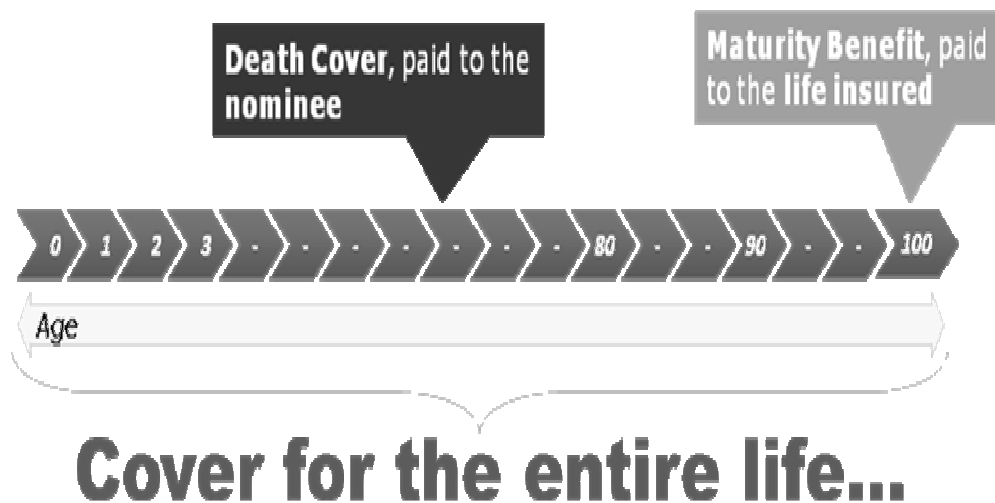 Death Cover, paid to the
nominee
Maturity Benefit, paid
to the life insured
0 1 2 3 - - - - - - - 80 - - 90 - - 100
Age
Cover for the entire life...